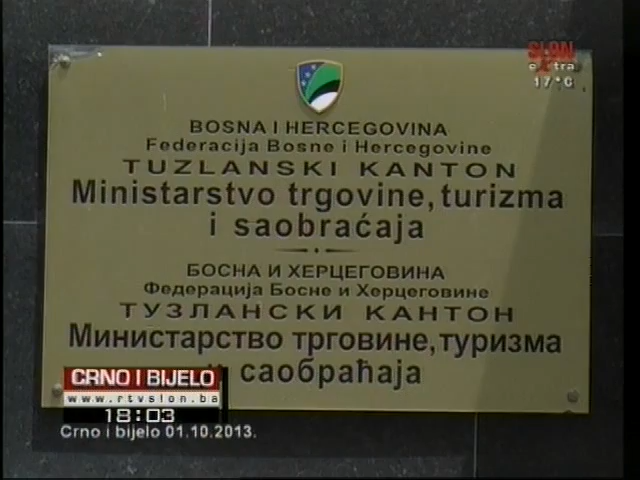 SLON
extra
17°C
BOSNA I HERCEGOVINA
Federacija Bosne i Hercegovine
TUZLANSKI KANTON
Ministarstvo trgovine, turizma
i saobraćaja
БОСНА И ХЕРЦЕГОВИНА
Федерација Босне и Херцеговине
ТУЗЛАНСКИ КАНТОН
Министарство трговине, туризма
и саобраћаја
CRNO I BIJELO
www.rtvslon.ba
18:03
Crno i bijelo 01.10.2013.